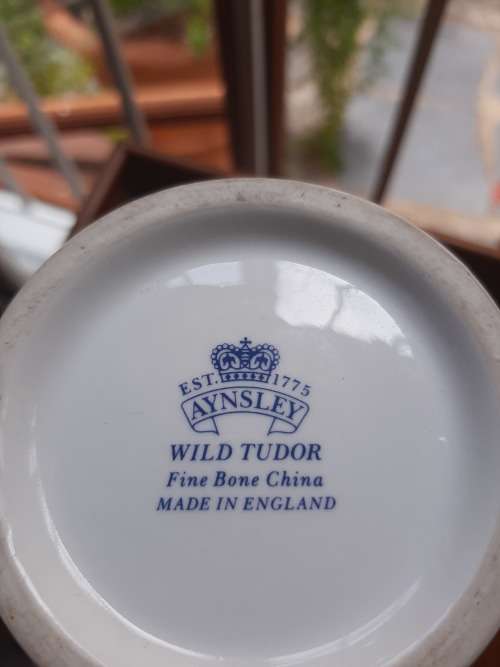 EST. 1775
AYNSLEY
WILD TUDOR
Fine Bone China
MADE IN ENGLAND